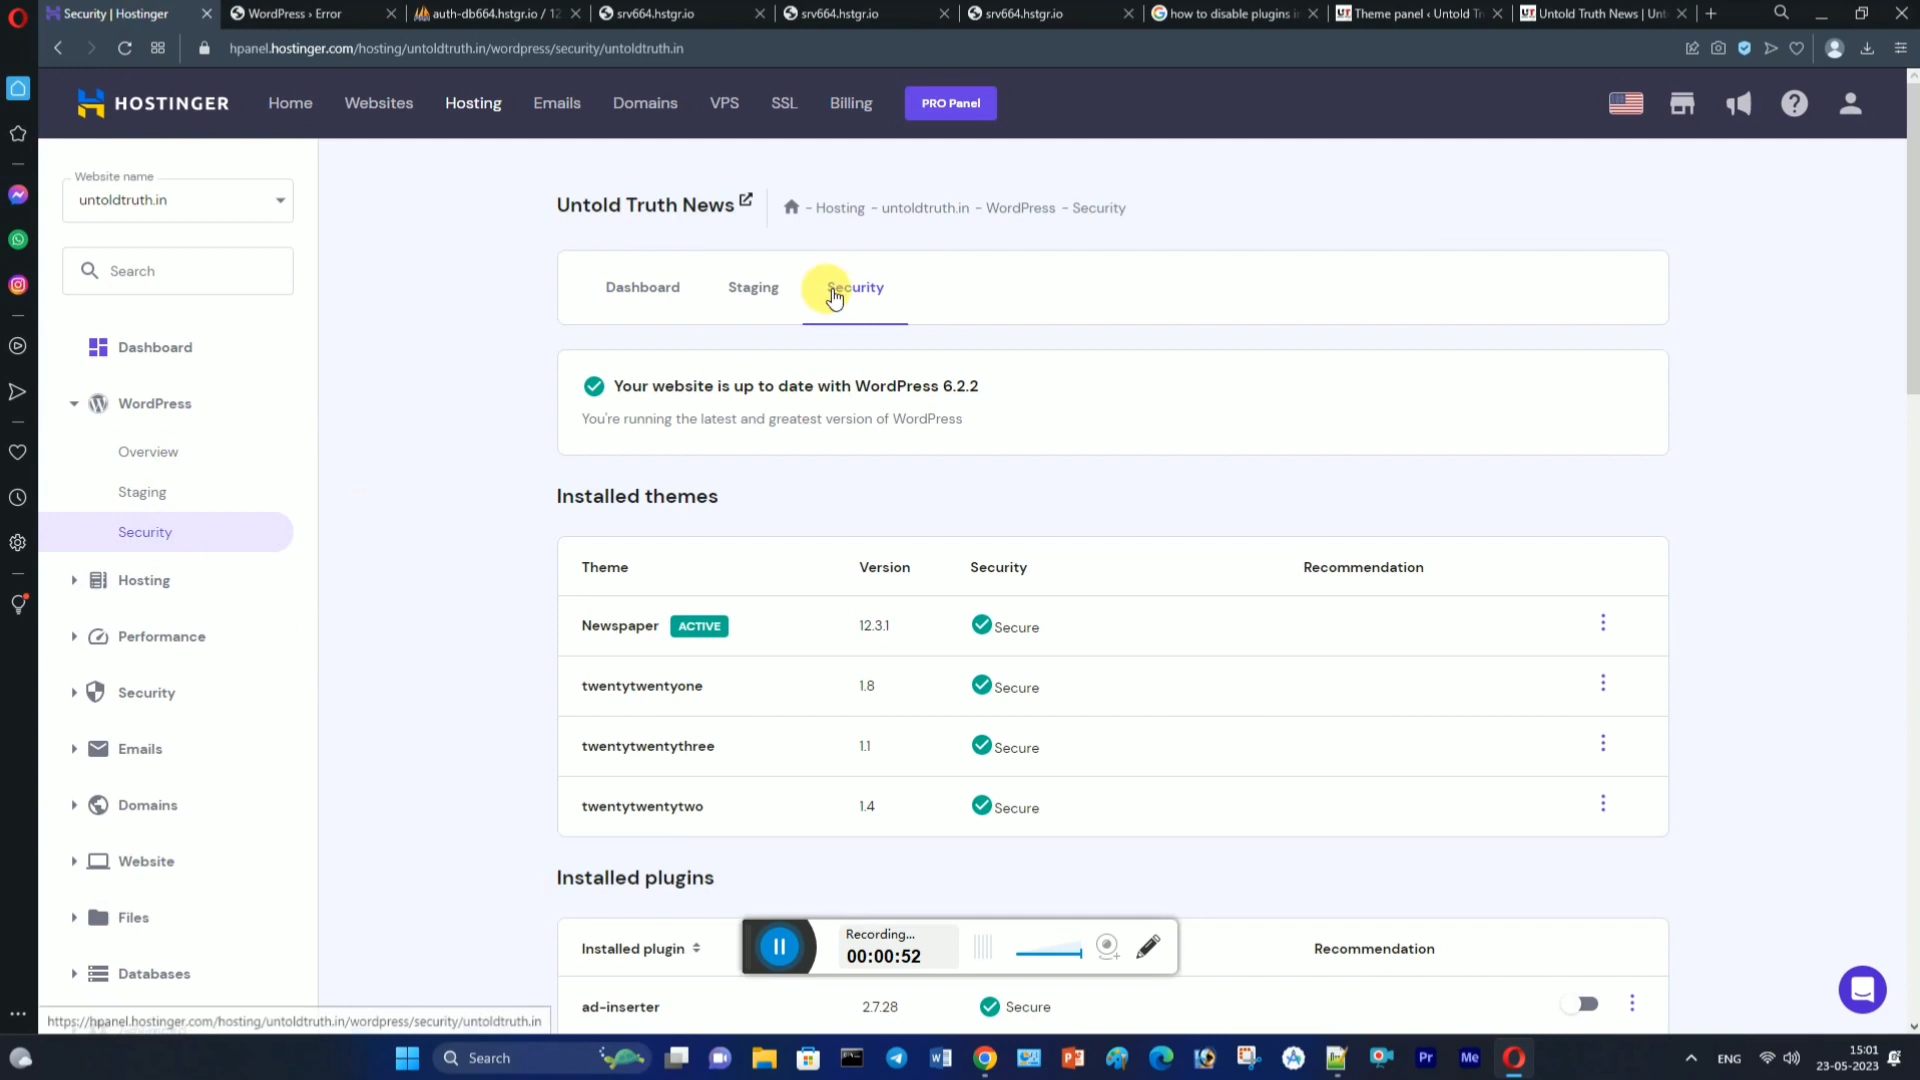 Security | Hostinger
WordPress › Error
auth-db664.hstgr.io / 12
srv664.hstgr.io
srv664.hstgr.io
srv664.hstgr.io
how to disable plugins i
Theme panel ‹ Untold Tr
Untold Truth News | Unt
hpanel.hostinger.com/hosting/untoldtruth.in/wordpress/security/untoldtruth.in
HOSTINGER
Home
Websites
Hosting
Emails
Domains
VPS
SSL
Billing
PRO Panel
Website name
untoldtruth.in
Search
Dashboard
WordPress
Overview
Staging
Security
Hosting
Performance
Security
Emails
Domains
Website
Files
Databases
https://hpanel.hostinger.com/hosting/untoldtruth.in/wordpress/security/untoldtruth.in
Untold Truth News
- Hosting - untoldtruth.in - WordPress - Security
Dashboard
Staging
Security
Your website is up to date with WordPress 6.2.2
You're running the latest and greatest version of WordPress
Installed themes
Theme Version Security Recommendation
Newspaper ACTIVE 12.3.1 Secure
twentytwentyone 1.8 Secure
twentytwentythree 1.1 Secure
twentytwentytwo 1.4 Secure
Installed plugins
Installed plugin Recommendation
Recording...
00:00:52
ad-inserter 2.7.28 Secure
Search
Pr
Me
ENG
15:01
23-05-2023